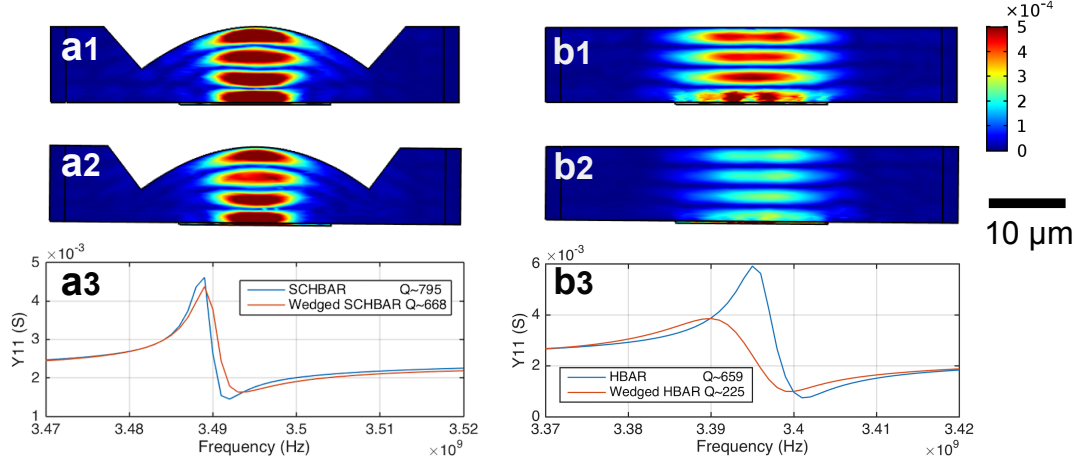 a1
b1
×10⁻⁴
5
4
3
2
1
0
a2
b2
10 µm
×10⁻³
a3
5
4
3
2
1
SCHBAR Q~795
Wedged SCHBAR Q~668
Y11 (S)
3.47 3.48 3.49 3.5 3.51 3.52
Frequency (Hz)
×10⁹
×10⁻³
b3
6
4
2
0
HBAR Q~659
Wedged HBAR Q~225
Y11 (S)
3.37 3.38 3.39 3.4 3.41 3.42
Frequency (Hz)
×10⁹